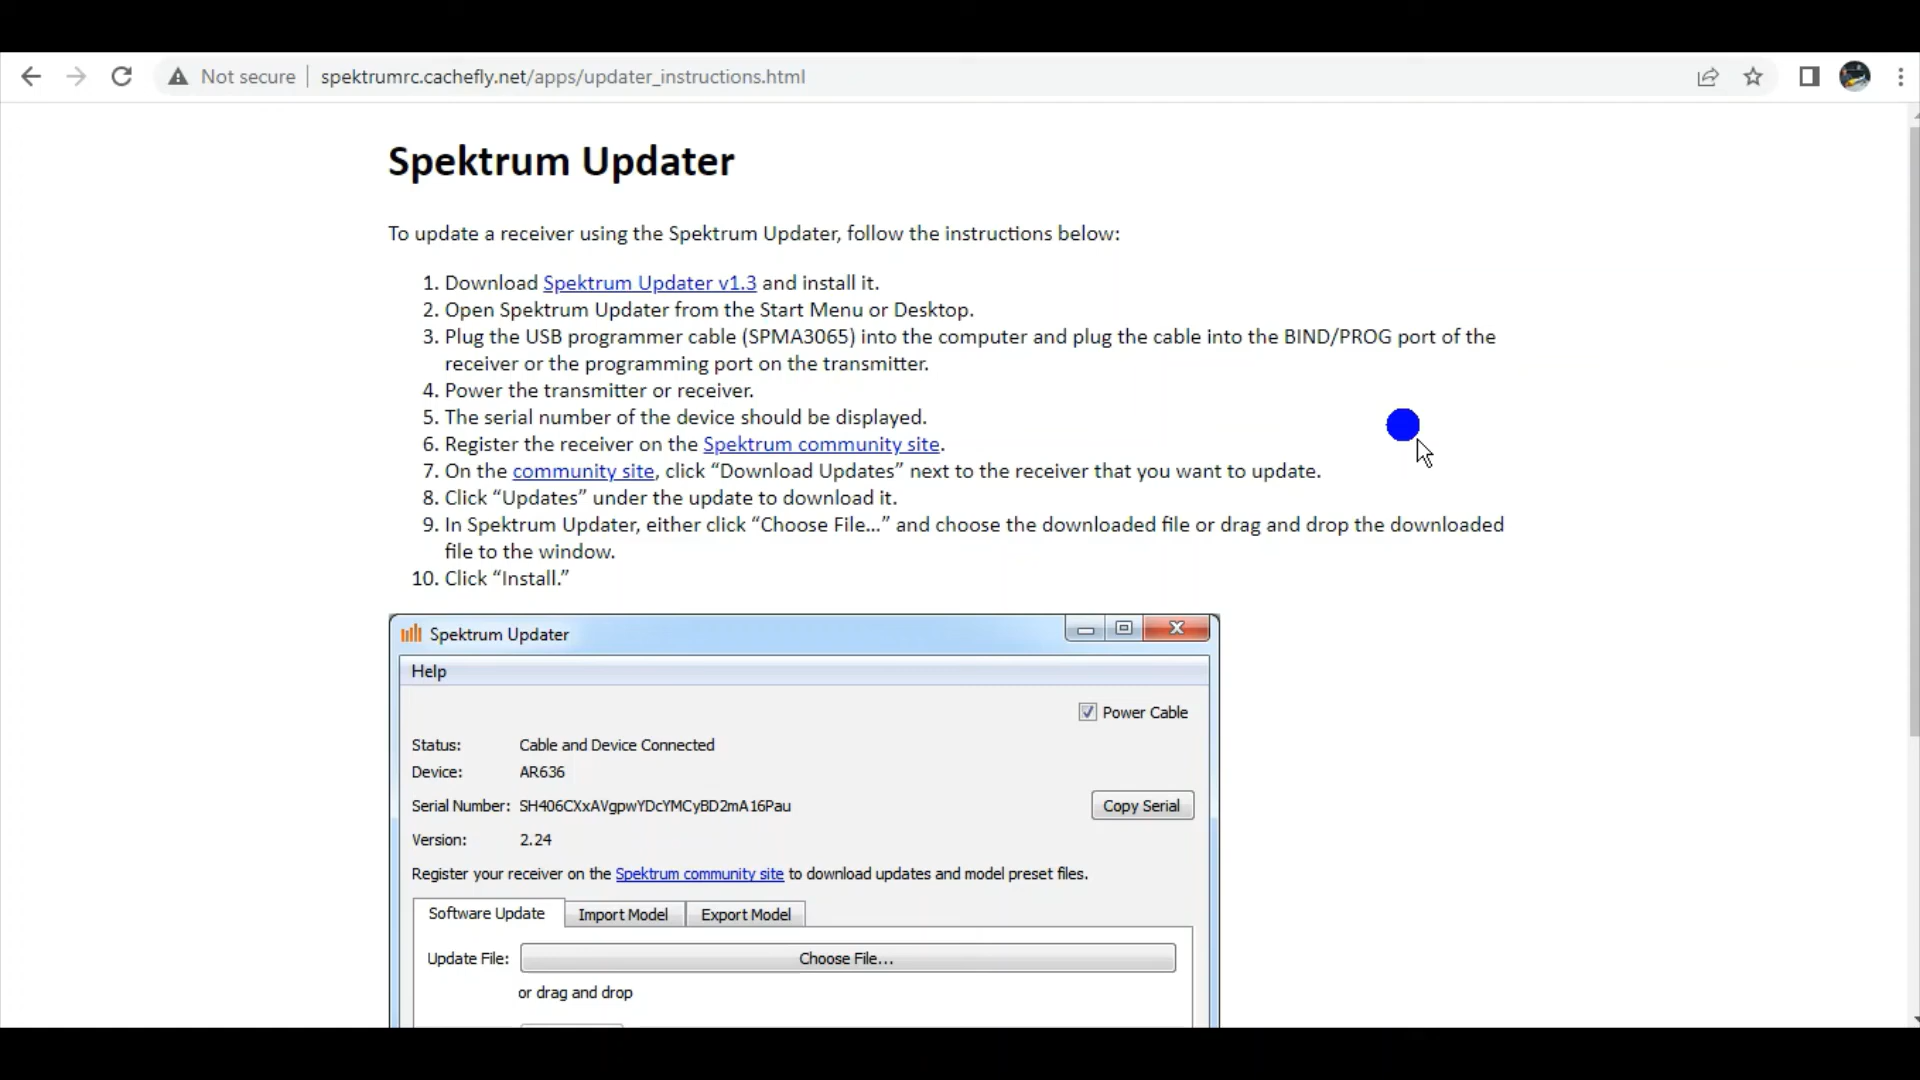 Not secure | spektrumrc.cachefly.net/apps/updater_instructions.html
Spektrum Updater
To update a receiver using the Spektrum Updater, follow the instructions below:
1. Download Spektrum Updater v1.3 and install it.
2. Open Spektrum Updater from the Start Menu or Desktop.
3. Plug the USB programmer cable (SPMA3065) into the computer and plug the cable into the BIND/PROG port of the
receiver or the programming port on the transmitter.
4. Power the transmitter or receiver.
5. The serial number of the device should be displayed.
6. Register the receiver on the Spektrum community site.
7. On the community site, click “Download Updates” next to the receiver that you want to update.
8. Click “Updates” under the update to download it.
9. In Spektrum Updater, either click “Choose File...” and choose the downloaded file or drag and drop the downloaded
file to the window.
10. Click “Install.”
Spektrum Updater
Help
Power Cable
Status: Cable and Device Connected
Device: AR636
Serial Number: SH406CXxAVgpwYDcYMCyBD2mA16Pau Copy Serial
Version: 2.24
Register your receiver on the Spektrum community site to download updates and model preset files.
Software Update Import Model Export Model
Update File: Choose File...
or drag and drop